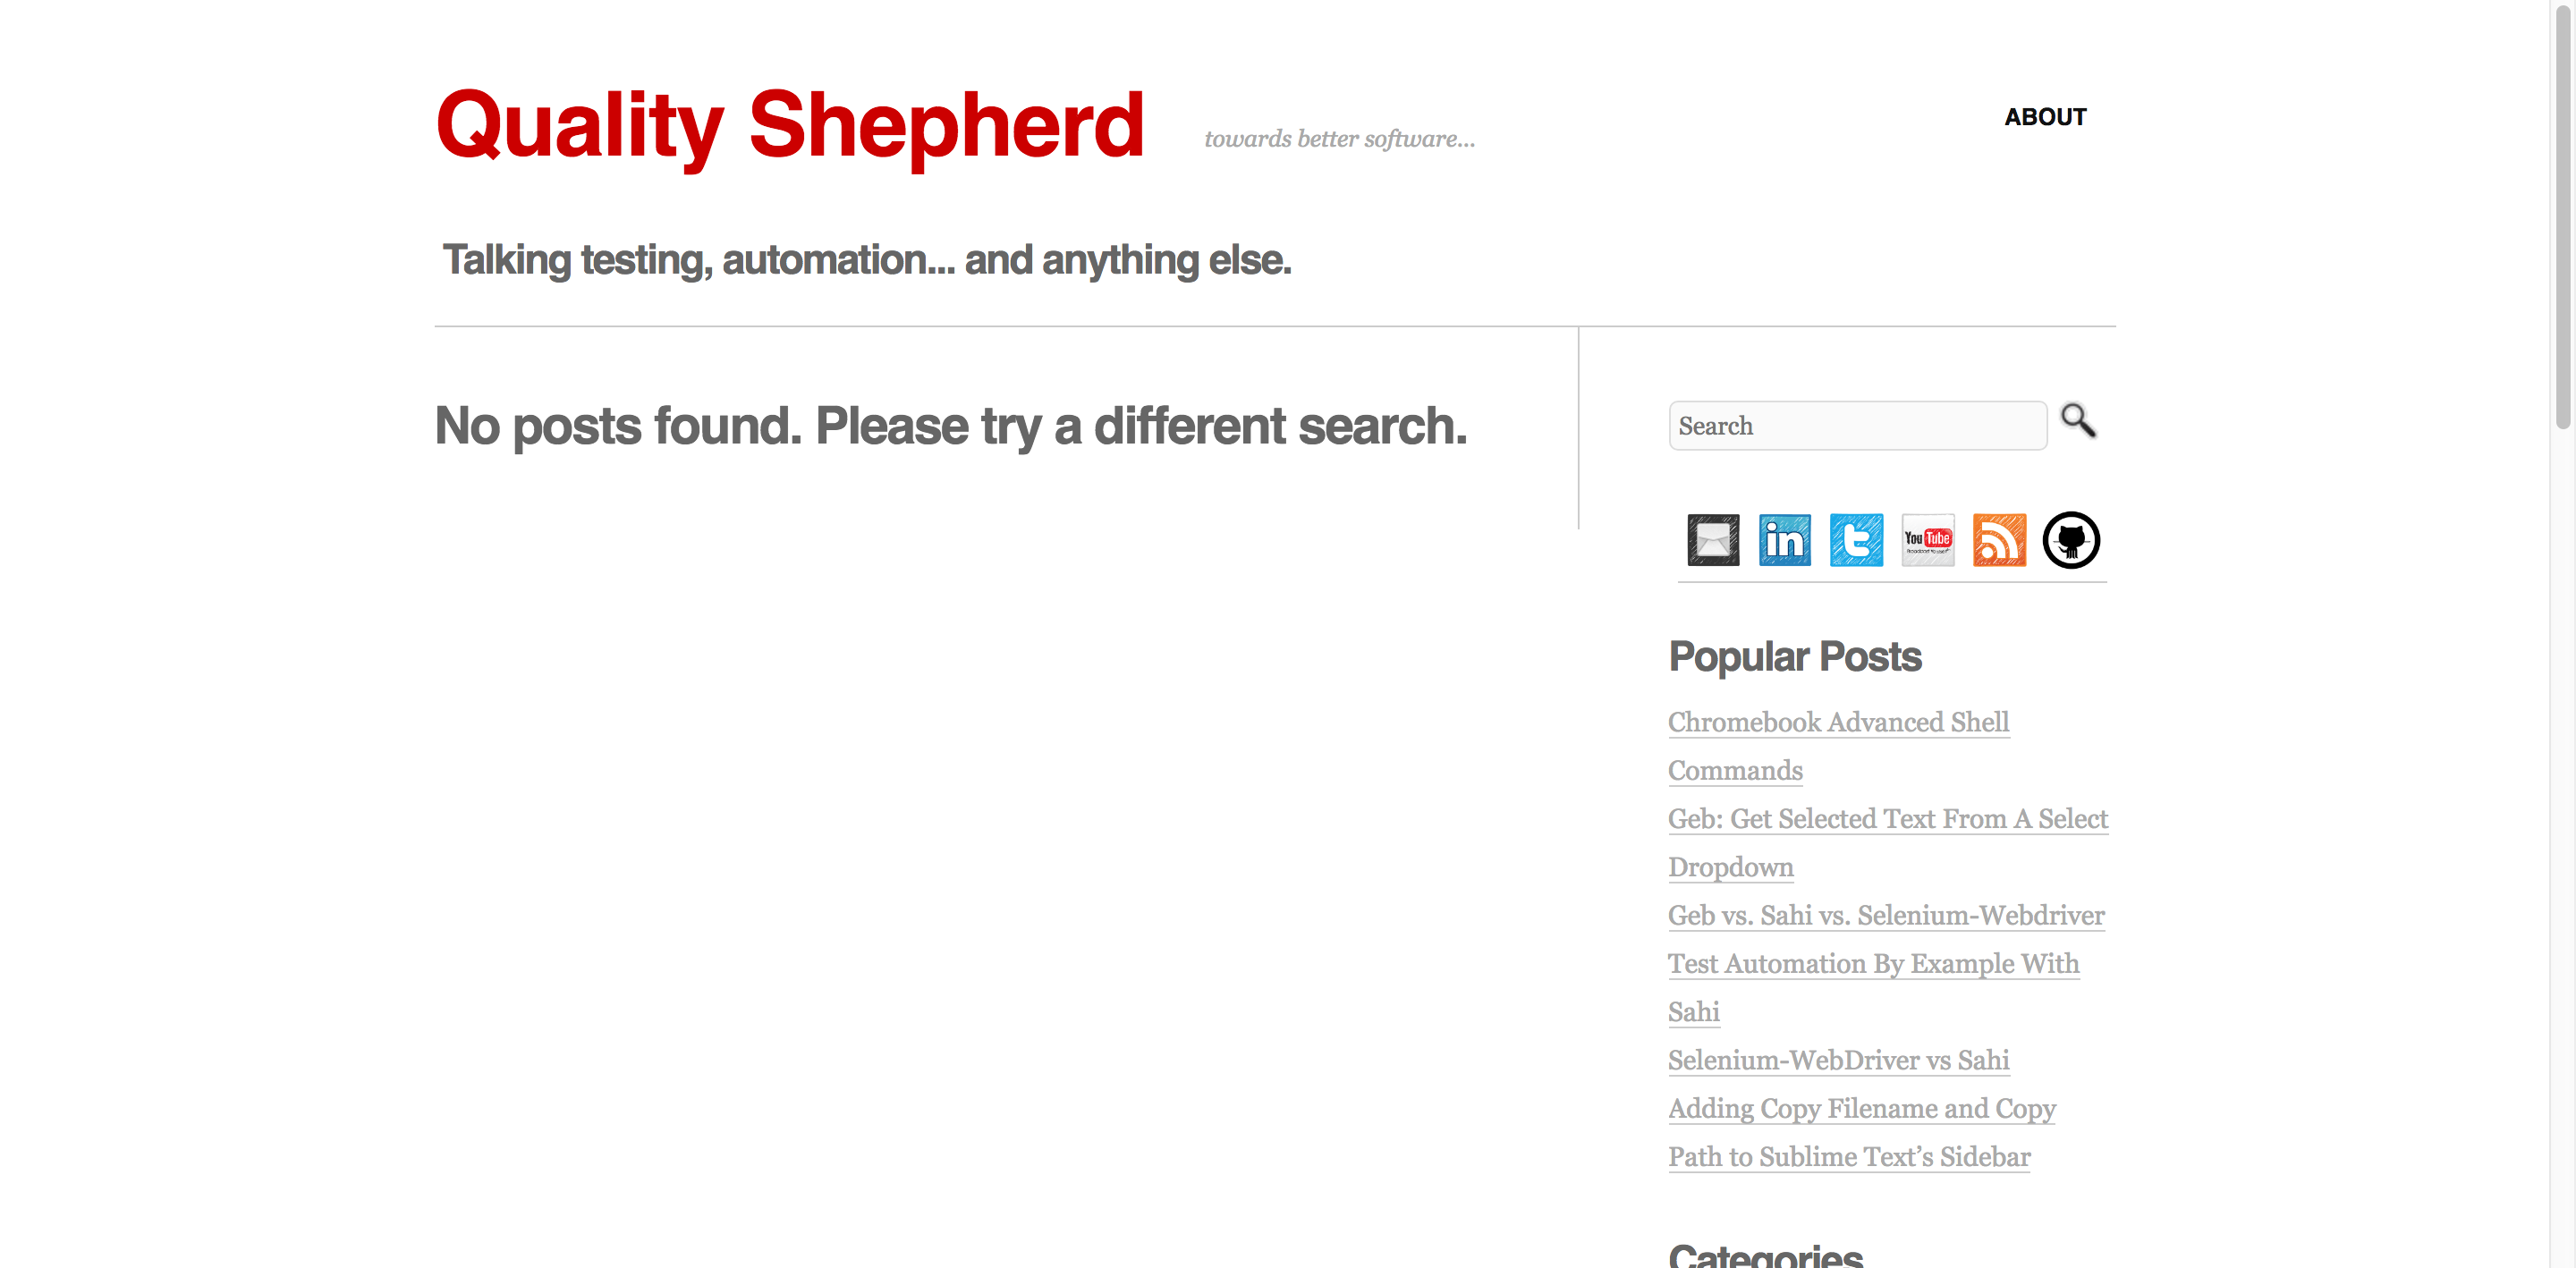 Quality Shepherd
towards better software...
ABOUT
Talking testing, automation... and anything else.
No posts found. Please try a different search.
Search
in
t
You Tube
Popular Posts
Chromebook Advanced Shell
Commands
Geb: Get Selected Text From A Select
Dropdown
Geb vs. Sahi vs. Selenium-Webdriver
Test Automation By Example With
Sahi
Selenium-WebDriver vs Sahi
Adding Copy Filename and Copy
Path to Sublime Text’s Sidebar
Categories